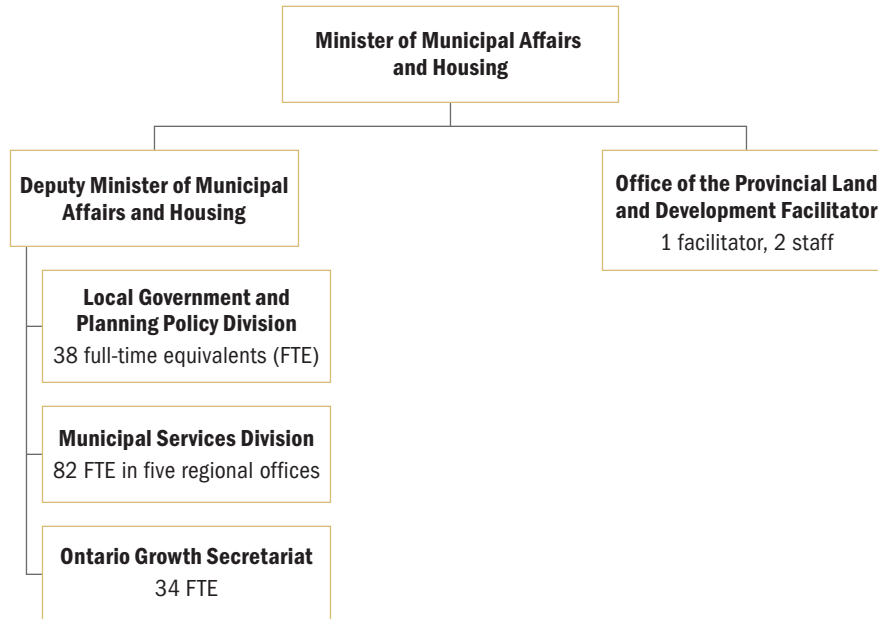 Minister of Municipal Affairs
and Housing
Deputy Minister of Municipal
Affairs and Housing
Office of the Provincial Land
and Development Facilitator
1 facilitator, 2 staff
Local Government and
Planning Policy Division
38 full-time equivalents (FTE)
Municipal Services Division
82 FTE in five regional offices
Ontario Growth Secretariat
34 FTE